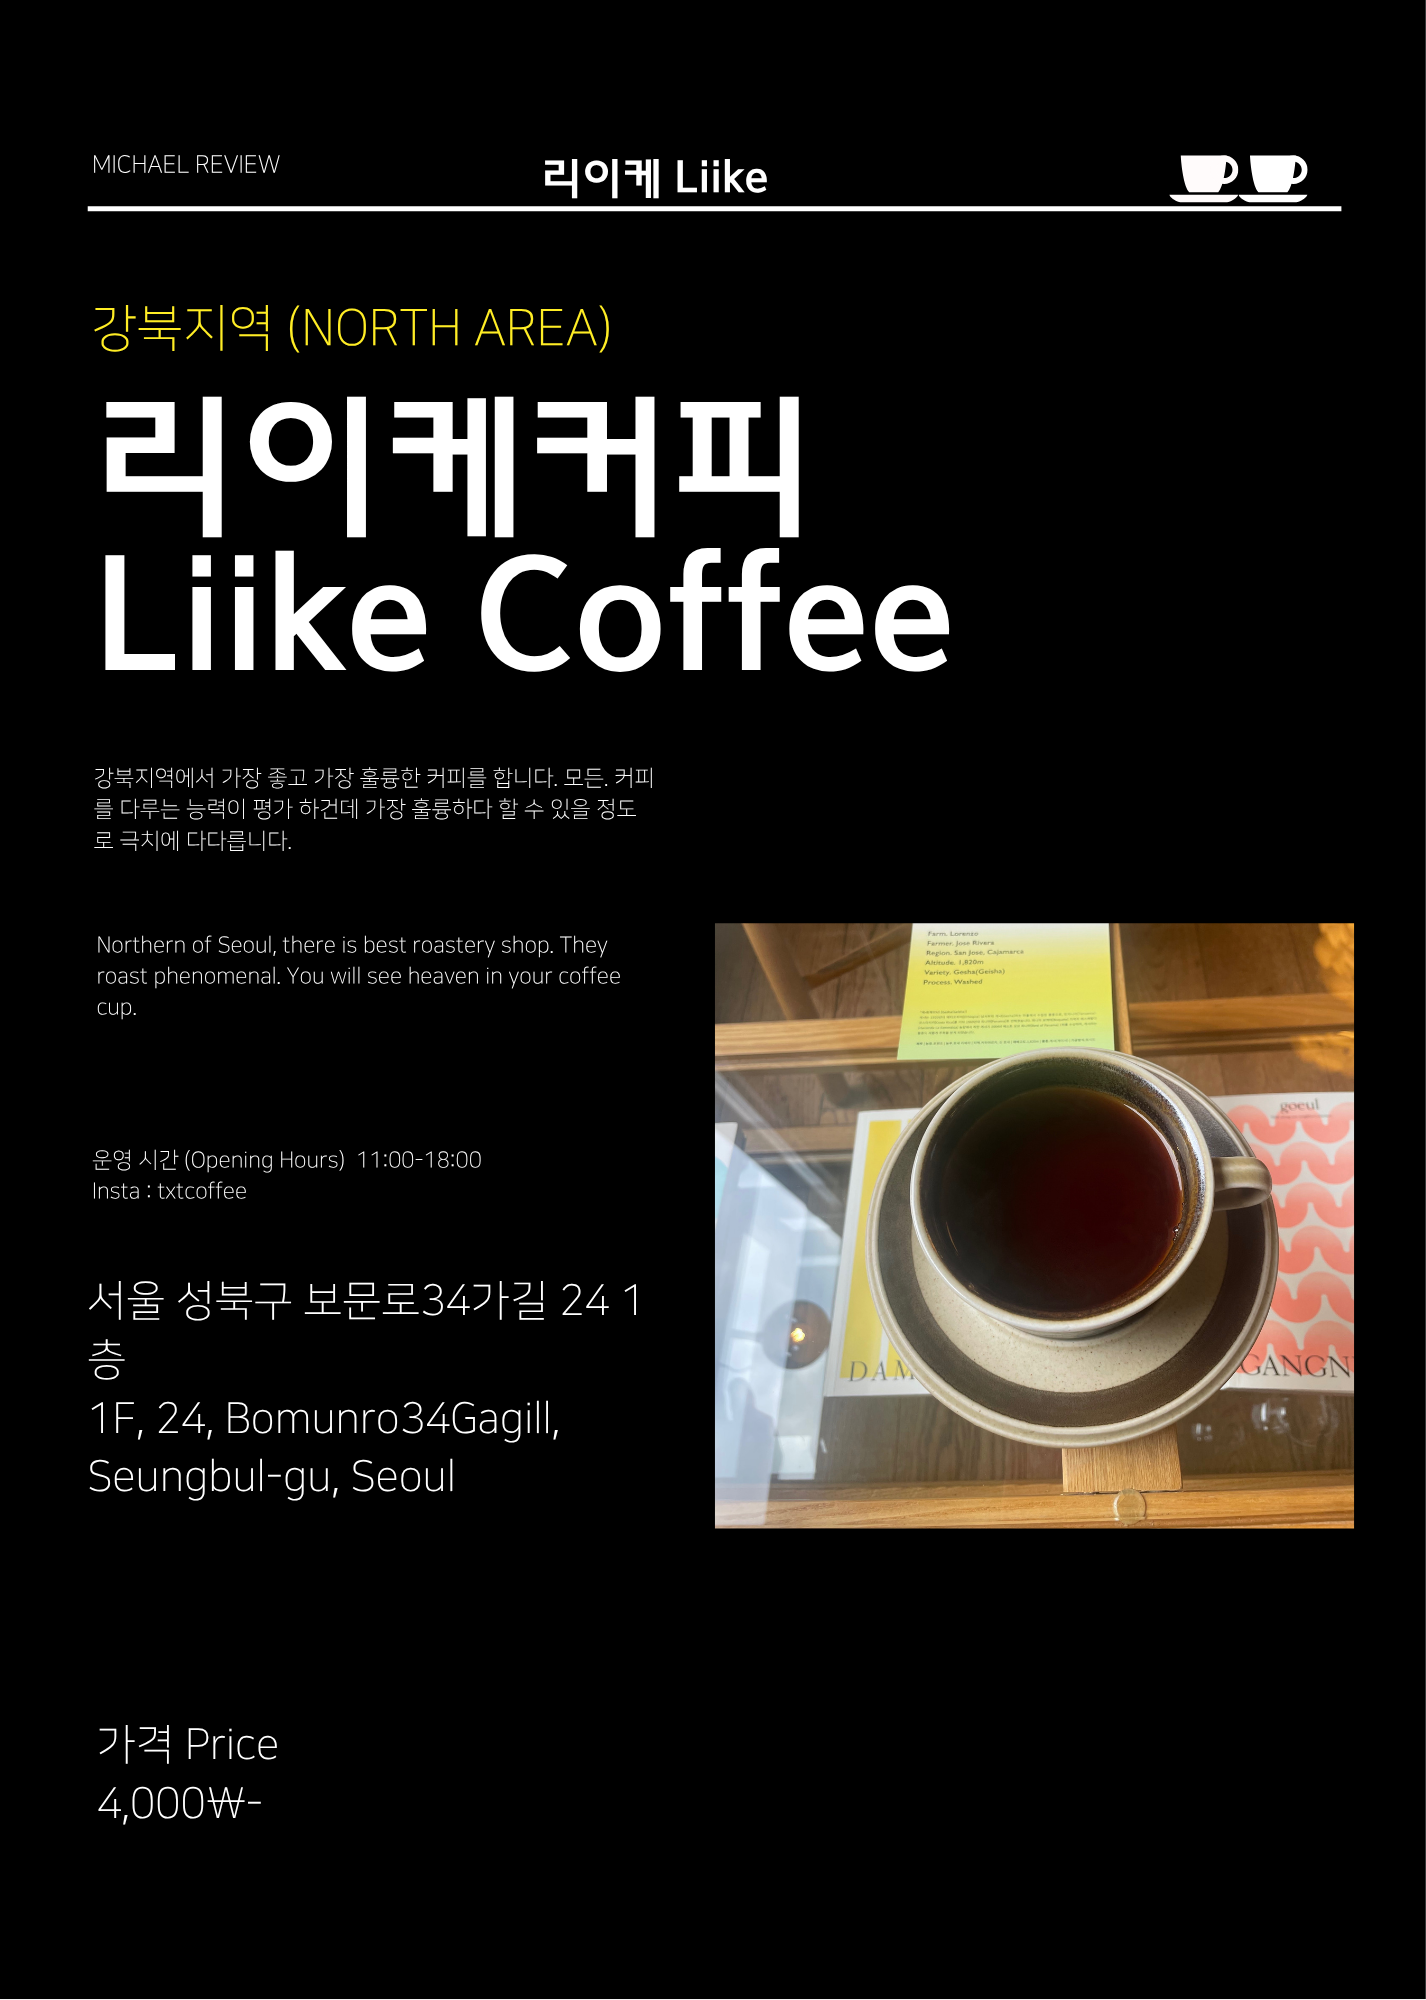 MICHAEL REVIEW
리이케 Liike
강북지역 (NORTH AREA)
리이케커피
Liike Coffee
강북지역에서 가장 좋고 가장 훌륭한 커피를 합니다. 모든. 커피
를 다루는 능력이 평가 하건데 가장 훌륭하다 할 수 있을 정도
로 극치에 다다릅니다.
Northern of Seoul, there is best roastery shop. They
roast phenomenal. You will see heaven in your coffee
cup.
Farm. Lorenzo
Farmer. Jose Rivera
Region. San Jose, Cajamarca
Altitude. 1,820m
Variety. Gesha(Geisha)
Process. Washed
goeul
DAM
GANGN
운영 시간 (Opening Hours)  11:00-18:00
Insta : txtcoffee
서울 성북구 보문로34가길 24 1
층
1F, 24, Bomunro34Gagill,
Seungbul-gu, Seoul
가격 Price
4,000₩-